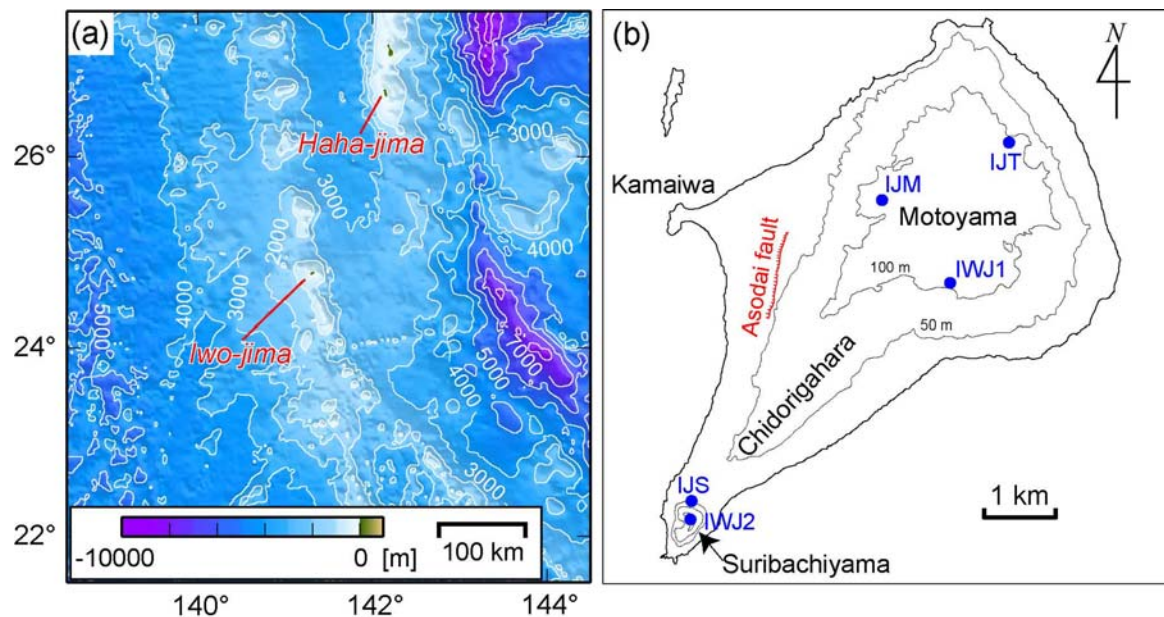 (a)
Haha-jima
3000
4000
3000
2000
4000
3000
5000
Iwo-jima
7000
5000
4000
3000
-10000
0 [m]
100 km
26°
24°
22°
140°
142°
144°
(b)
N
IJT
Kamaiwa
IJM
Motoyama
Asodai fault
IWJ1
100 m
50 m
Chidorigahara
IJS
IWJ2
Suribachiyama
1 km